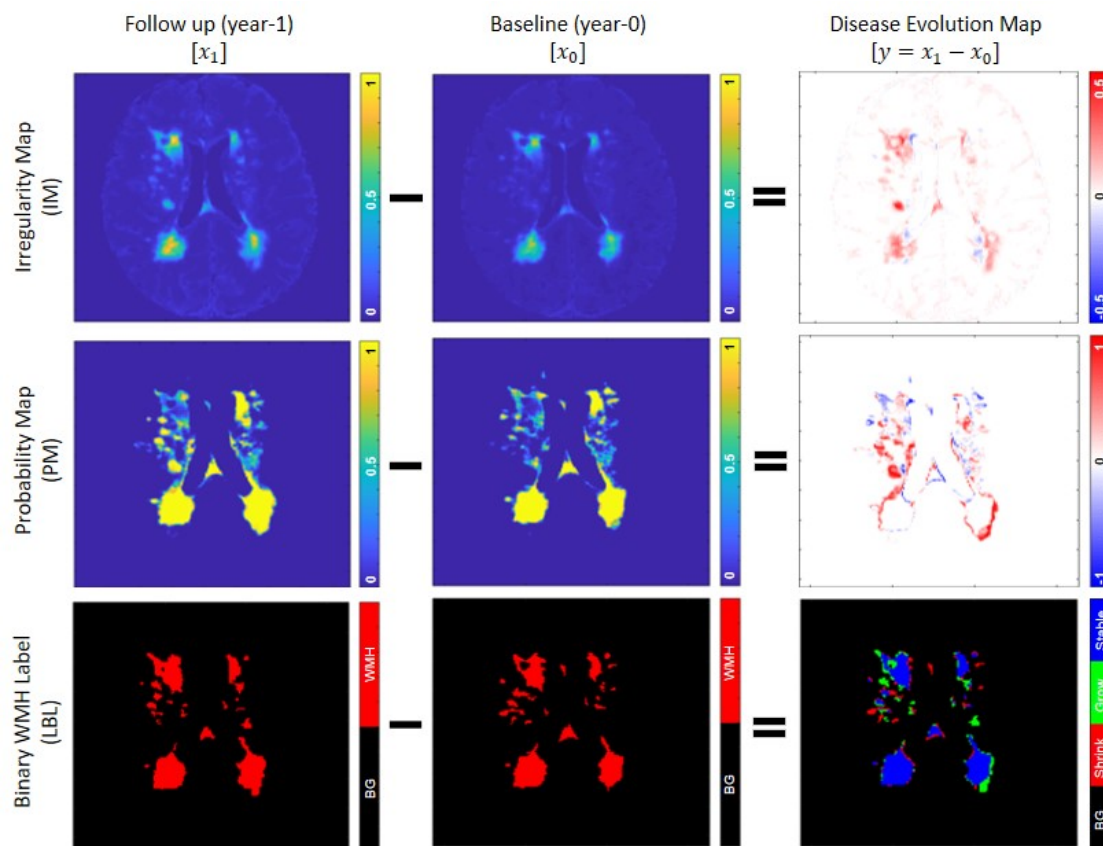 Follow up (year-1)
[x₁]
Baseline (year-0)
[x₀]
Disease Evolution Map
[y = x₁ − x₀]
Irregularity Map
(IM)
0 0.5 1
0 0.5 1
-0.5 0 0.5
Probability Map
(PM)
0 0.5 1
0 0.5 1
-1 0 1
Binary WMH Label
(LBL)
BG WMH
BG WMH
BG Shrink Grow Stable